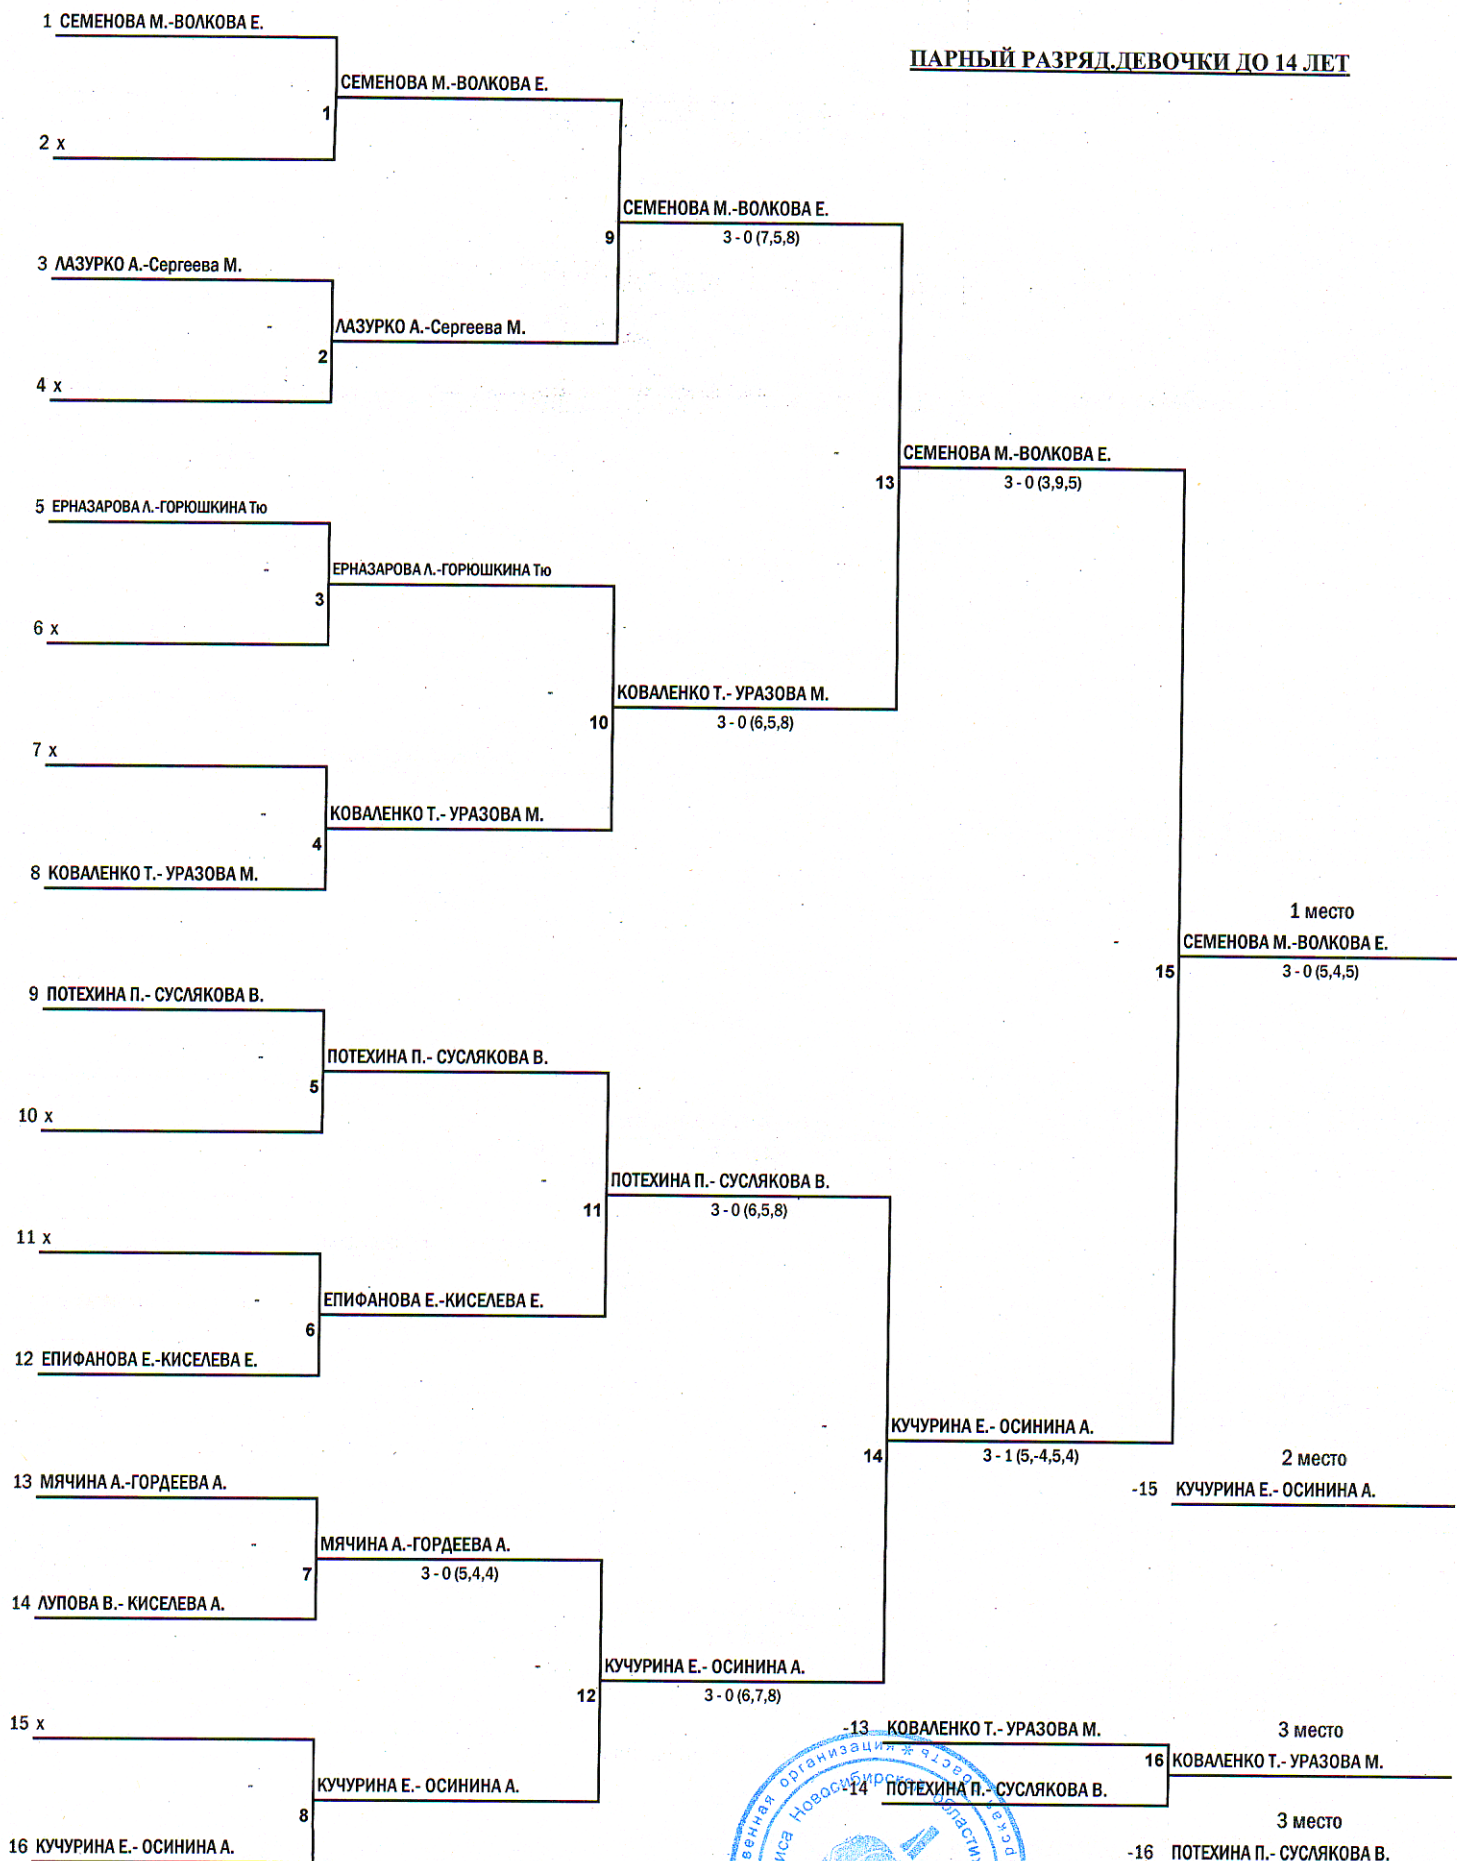 ПАРНЫЙ РАЗРЯД.ДЕВОЧКИ ДО 14 ЛЕТ
1 СЕМЕНОВА М.-ВОЛКОВА Е.
СЕМЕНОВА М.-ВОЛКОВА Е.
1
2 x
СЕМЕНОВА М.-ВОЛКОВА Е.
9
3 - 0 (7,5,8)
3 ЛАЗУРКО А.-Сергеева М.
-
ЛАЗУРКО А.-Сергеева М.
2
4 x
-
СЕМЕНОВА М.-ВОЛКОВА Е.
13
3 - 0 (3,9,5)
5 ЕРНАЗАРОВА Л.-ГОРЮШКИНА Тю
-
ЕРНАЗАРОВА Л.-ГОРЮШКИНА Тю
3
6 x
-
КОВАЛЕНКО Т.- УРАЗОВА М.
10
3 - 0 (6,5,8)
7 x
-
КОВАЛЕНКО Т.- УРАЗОВА М.
4
8 КОВАЛЕНКО Т.- УРАЗОВА М.
1 место
-
СЕМЕНОВА М.-ВОЛКОВА Е.
15
3 - 0 (5,4,5)
9 ПОТЕХИНА П.- СУСЛЯКОВА В.
-
ПОТЕХИНА П.- СУСЛЯКОВА В.
5
10 x
-
ПОТЕХИНА П.- СУСЛЯКОВА В.
11
3 - 0 (6,5,8)
11 x
-
ЕПИФАНОВА Е.-КИСЕЛЕВА Е.
6
12 ЕПИФАНОВА Е.-КИСЕЛЕВА Е.
-
КУЧУРИНА Е.- ОСИНИНА А.
14
3 - 1 (5,-4,5,4)
2 место
-15 КУЧУРИНА Е.- ОСИНИНА А.
13 МЯЧИНА А.-ГОРДЕЕВА А.
-
МЯЧИНА А.-ГОРДЕЕВА А.
7
3 - 0 (5,4,4)
14 ЛУПОВА В.- КИСЕЛЕВА А.
-
КУЧУРИНА Е.- ОСИНИНА А.
12
3 - 0 (6,7,8)
15 x
-
КУЧУРИНА Е.- ОСИНИНА А.
8
16 КУЧУРИНА Е.- ОСИНИНА А.
-13 КОВАЛЕНКО Т.- УРАЗОВА М.
3 место
16 КОВАЛЕНКО Т.- УРАЗОВА М.
-14 ПОТЕХИНА П.- СУСЛЯКОВА В.
3 место
-16 ПОТЕХИНА П.- СУСЛЯКОВА В.
организация
Новосибирской области